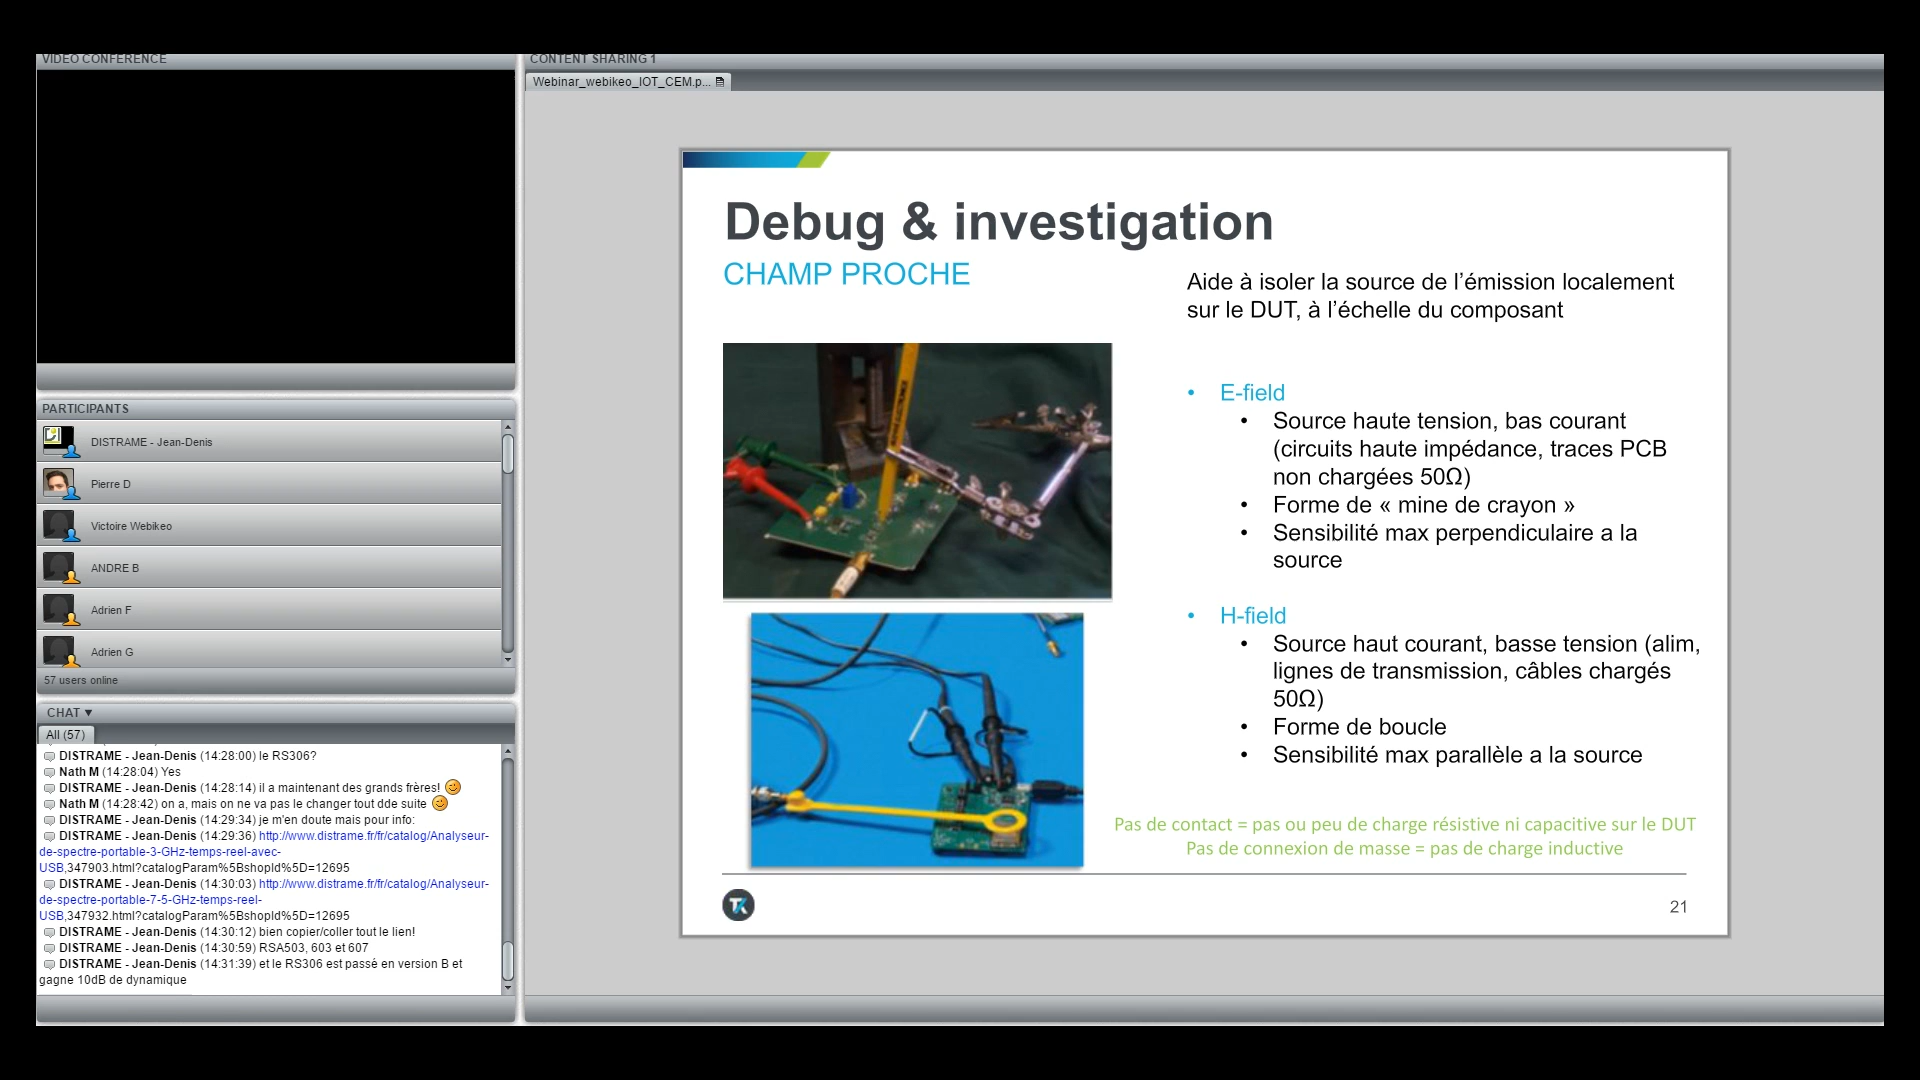 VIDEO CONFERENCE
PARTICIPANTS
DISTRAME - Jean-Denis
Pierre D
Victoire Webikeo
ANDRE B
Adrien F
Adrien G
57 users online
CHAT ▼
All (57)
DISTRAME - Jean-Denis (14:28:00) le RS306?
Nath M (14:28:04) Yes
DISTRAME - Jean-Denis (14:28:14) il a maintenant des grands frères!
Nath M (14:28:42) on a, mais on ne va pas le changer tout dde suite
DISTRAME - Jean-Denis (14:29:34) je m'en doute mais pour info:
DISTRAME - Jean-Denis (14:29:36) http://www.distrame.fr/fr/catalog/Analyseur-
de-spectre-portable-3-GHz-temps-reel-avec-
USB,347903.html?catalogParam%5BshopId%5D=12695
DISTRAME - Jean-Denis (14:30:03) http://www.distrame.fr/fr/catalog/Analyseur-
de-spectre-portable-7-5-GHz-temps-reel-
USB,347932.html?catalogParam%5BshopId%5D=12695
DISTRAME - Jean-Denis (14:30:12) bien copier/coller tout le lien!
DISTRAME - Jean-Denis (14:30:59) RSA503, 603 et 607
DISTRAME - Jean-Denis (14:31:39) et le RS306 est passé en version B et
gagne 10dB de dynamique
CONTENT SHARING 1
Webinar_webikeo_IOT_CEM.p...
Debug & investigation
CHAMP PROCHE
Aide à isoler la source de l’émission localement
sur le DUT, à l’échelle du composant
• E-field
• Source haute tension, bas courant
(circuits haute impédance, traces PCB
non chargées 50Ω)
• Forme de « mine de crayon »
• Sensibilité max perpendiculaire a la
source
• H-field
• Source haut courant, basse tension (alim,
lignes de transmission, câbles chargés
50Ω)
• Forme de boucle
• Sensibilité max parallèle a la source
Pas de contact = pas ou peu de charge résistive ni capacitive sur le DUT
Pas de connexion de masse = pas de charge inductive
21